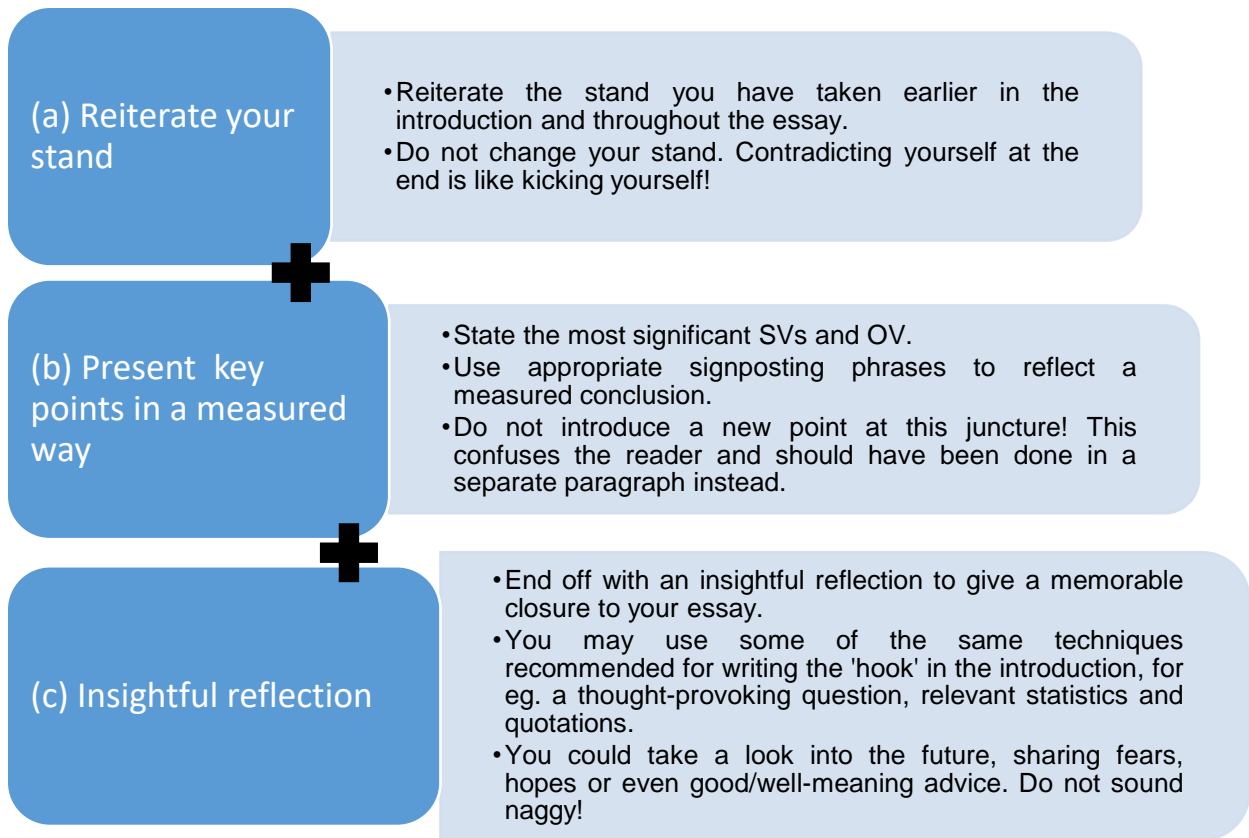 (a) Reiterate your
stand
•Reiterate the stand you have taken earlier in the
introduction and throughout the essay.
•Do not change your stand. Contradicting yourself at the
end is like kicking yourself!
(b) Present key
points in a measured
way
•State the most significant SVs and OV.
•Use appropriate signposting phrases to reflect a
measured conclusion.
•Do not introduce a new point at this juncture! This
confuses the reader and should have been done in a
separate paragraph instead.
(c) Insightful reflection
•End off with an insightful reflection to give a memorable
closure to your essay.
•You may use some of the same techniques
recommended for writing the 'hook' in the introduction, for
eg. a thought-provoking question, relevant statistics and
quotations.
•You could take a look into the future, sharing fears,
hopes or even good/well-meaning advice. Do not sound
naggy!